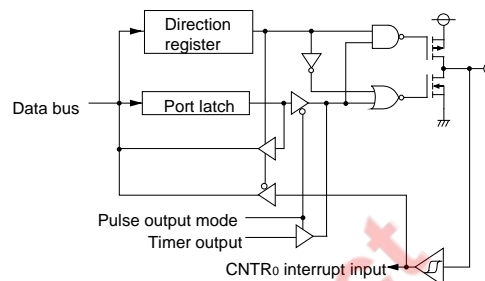 Direction
register
Data bus
Port latch
Pulse output mode
Timer output
CNTR0 interrupt input